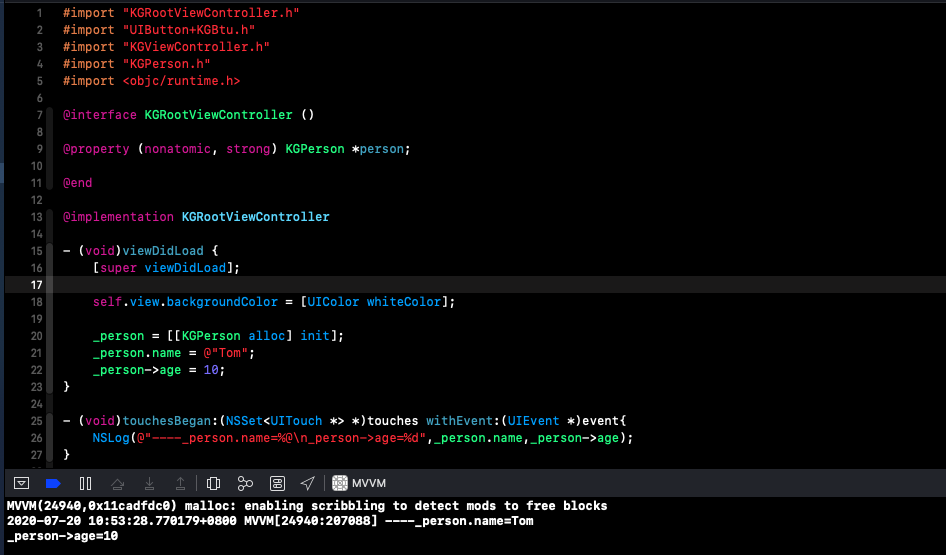 1 #import "KGRootViewController.h"
2 #import "UIButton+KGBtu.h"
3 #import "KGViewController.h"
4 #import "KGPerson.h"
5 #import <objc/runtime.h>
6
7 @interface KGRootViewController ()
8
9 @property (nonatomic, strong) KGPerson *person;
10
11 @end
12
13 @implementation KGRootViewController
14
15 - (void)viewDidLoad {
16 [super viewDidLoad];
17
18 self.view.backgroundColor = [UIColor whiteColor];
19
20 _person = [[KGPerson alloc] init];
21 _person.name = @"Tom";
22 _person->age = 10;
23 }
24
25 - (void)touchesBegan:(NSSet<UITouch *> *)touches withEvent:(UIEvent *)event{
26 NSLog(@"----_person.name=%@\n_person->age=%d",_person.name,_person->age);
27 }
MVVM
MVVM(24940,0x11cadfdc0) malloc: enabling scribbling to detect mods to free blocks
2020-07-20 10:53:28.770179+0800 MVVM[24940:207088] ----_person.name=Tom
_person->age=10